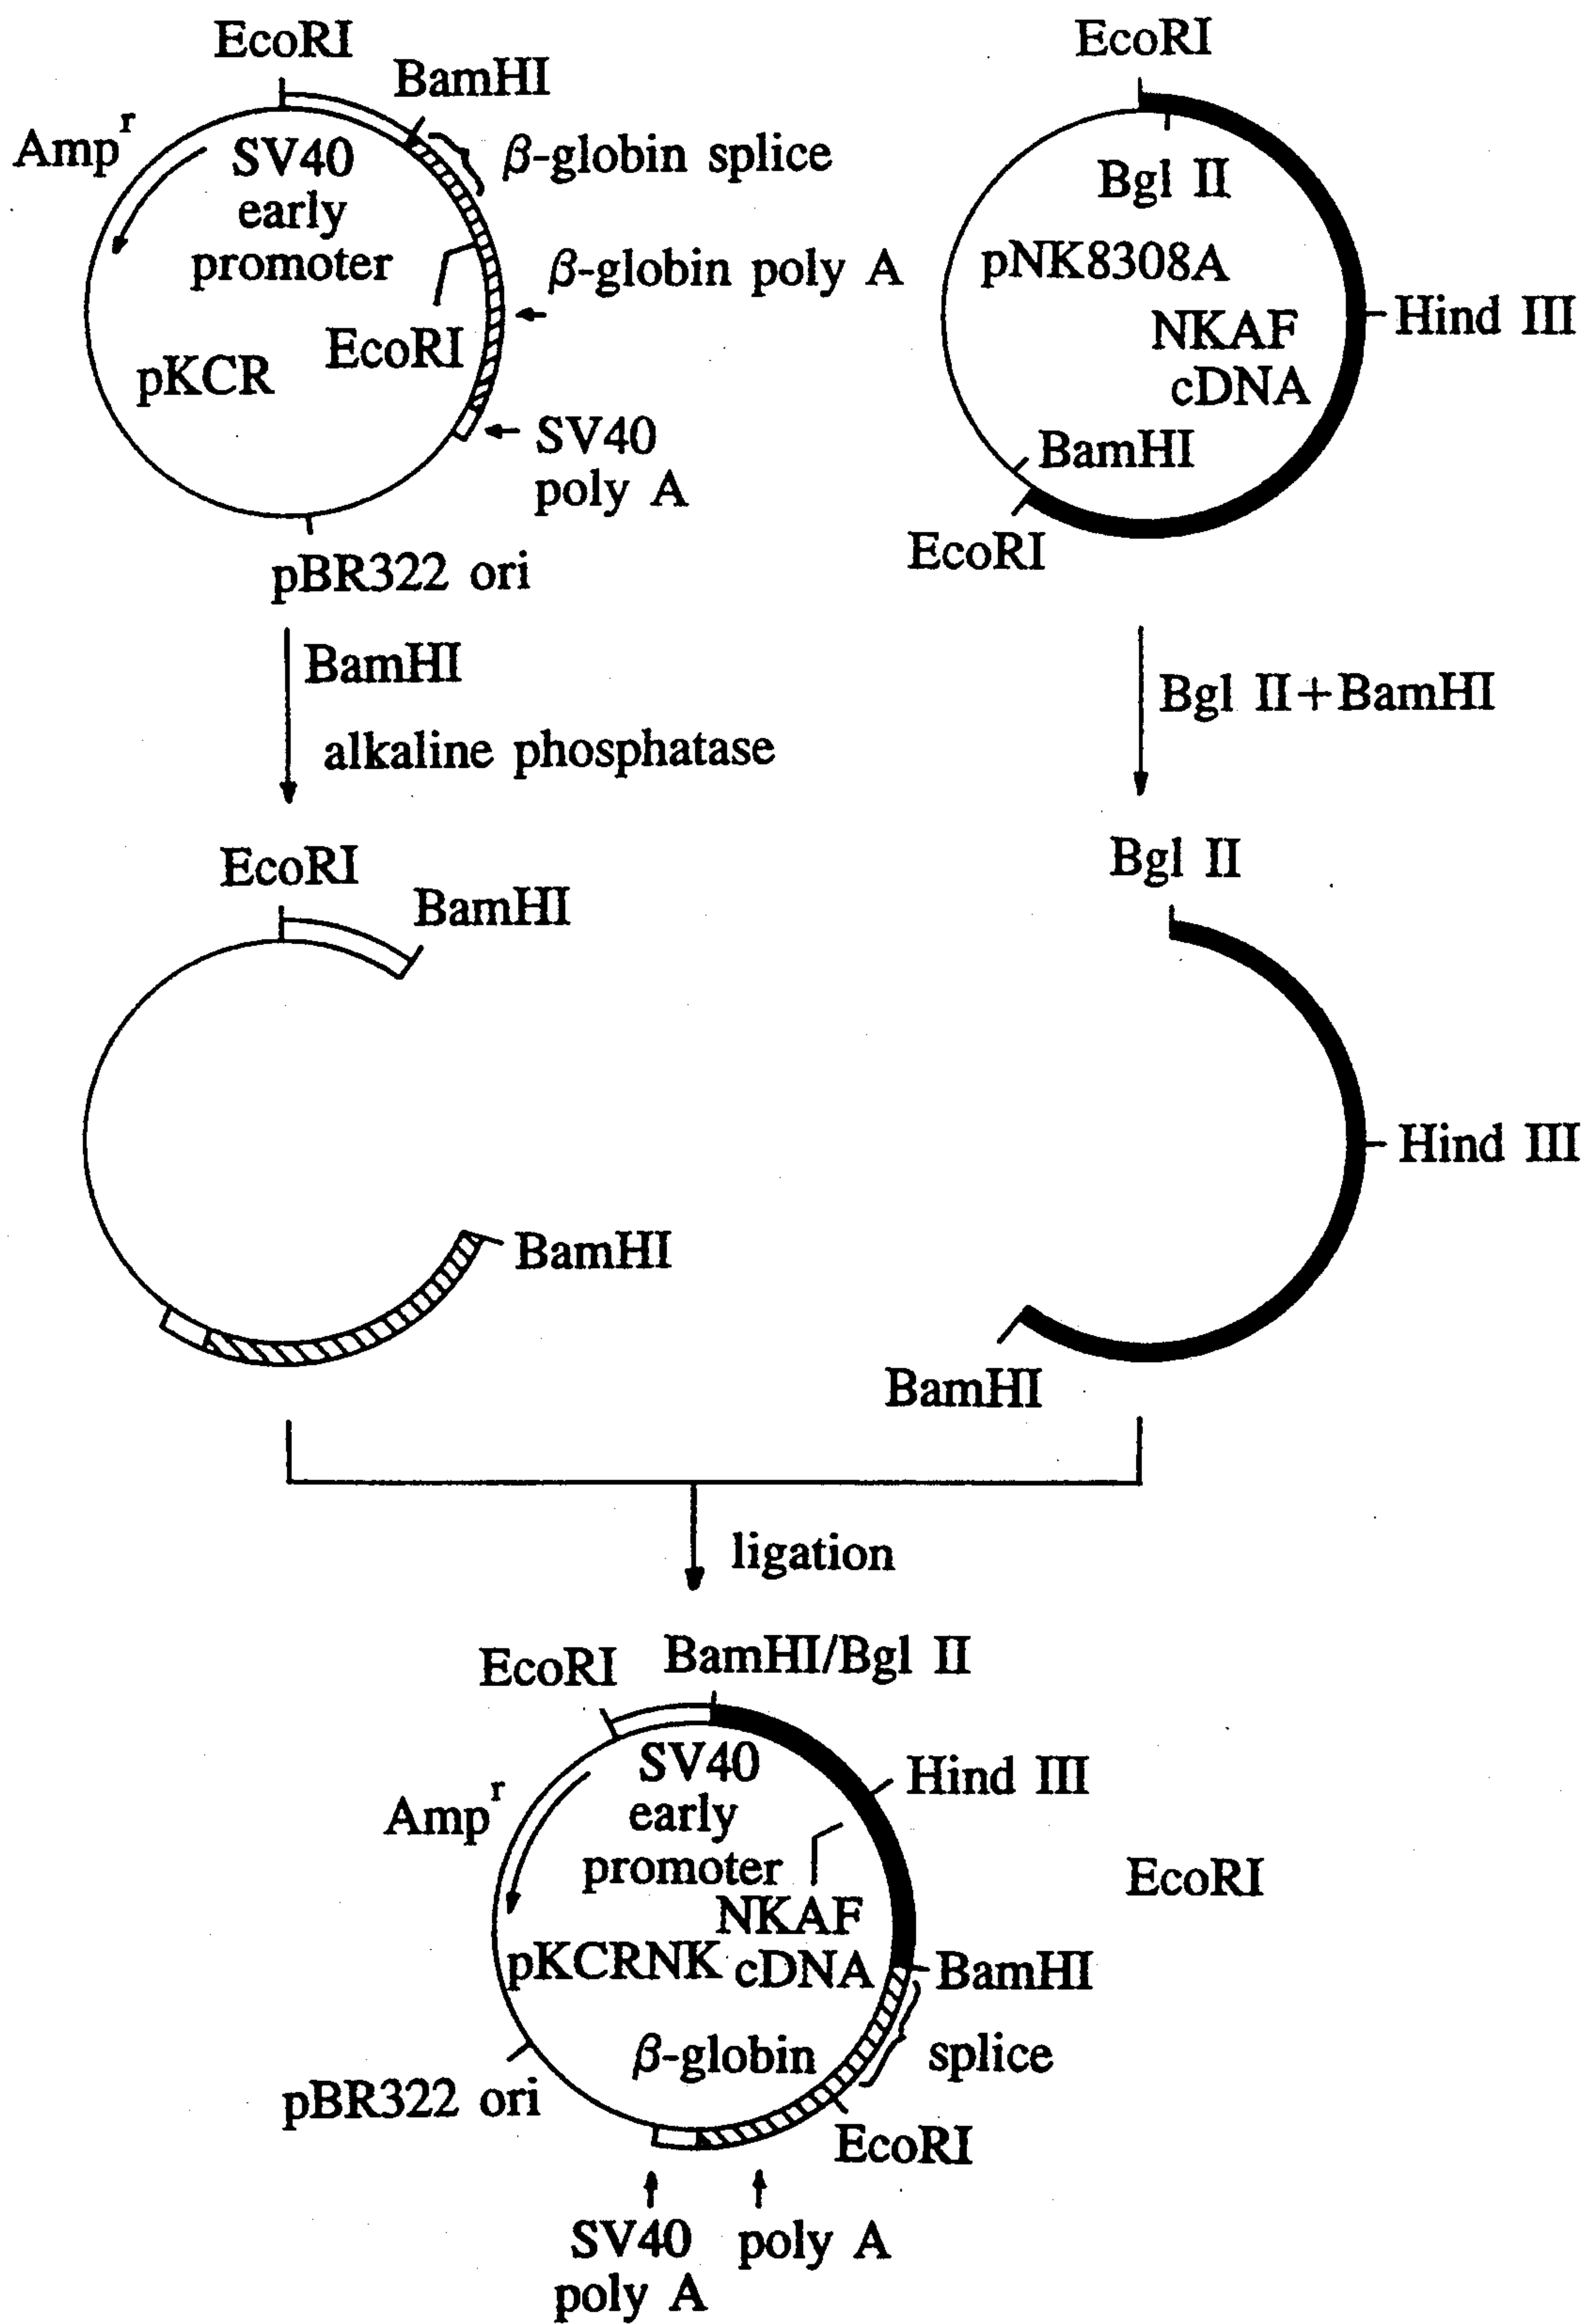 EcoRI
BamHI
Amp^r
SV40
early
promoter
β-globin splice
β-globin poly A
EcoRI
pKCR
SV40
poly A
pBR322 ori
EcoRI
Bgl II
pNK8308A
NKAF
cDNA
Hind III
BamHI
EcoRI
BamHI
alkaline phosphatase
Bgl II+BamHI
EcoRI
BamHI
BamHI
Bgl II
Hind III
BamHI
ligation
EcoRI
BamHI/Bgl II
SV40
early
promoter
Hind III
Amp^r
NKAF
cDNA
EcoRI
pKCRNK
BamHI
β-globin
splice
pBR322 ori
EcoRI
SV40
poly A
poly A